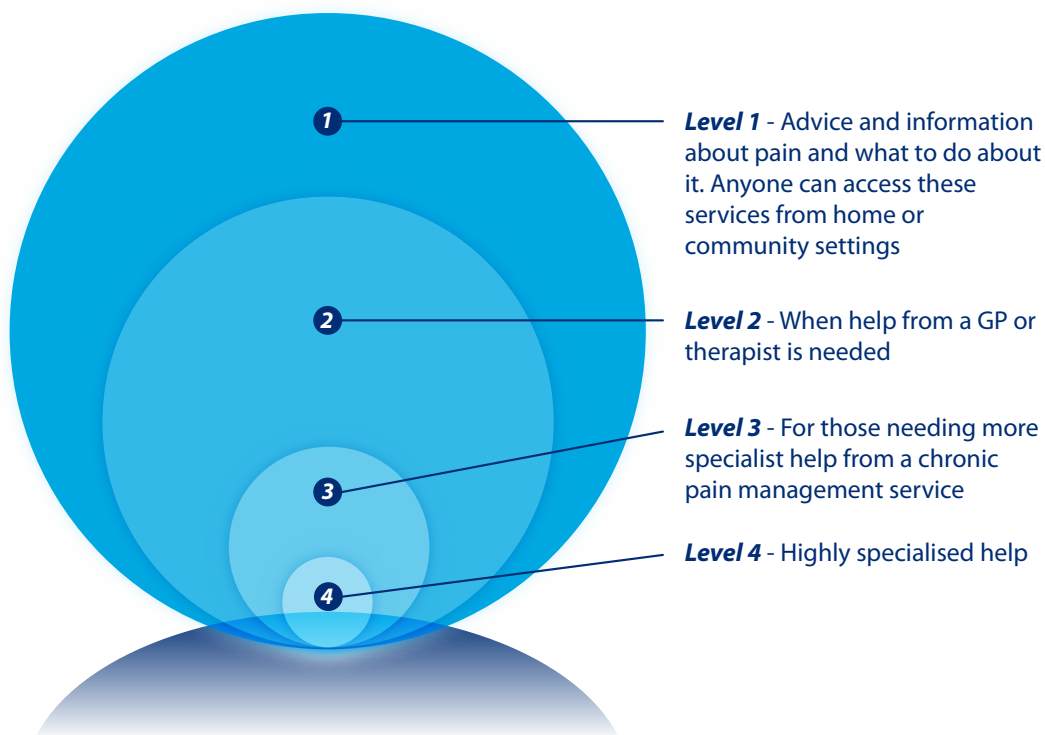 1
Level 1 - Advice and information
about pain and what to do about
it. Anyone can access these
services from home or
community settings
2
Level 2 - When help from a GP or
therapist is needed
3
Level 3 - For those needing more
specialist help from a chronic
pain management service
4
Level 4 - Highly specialised help